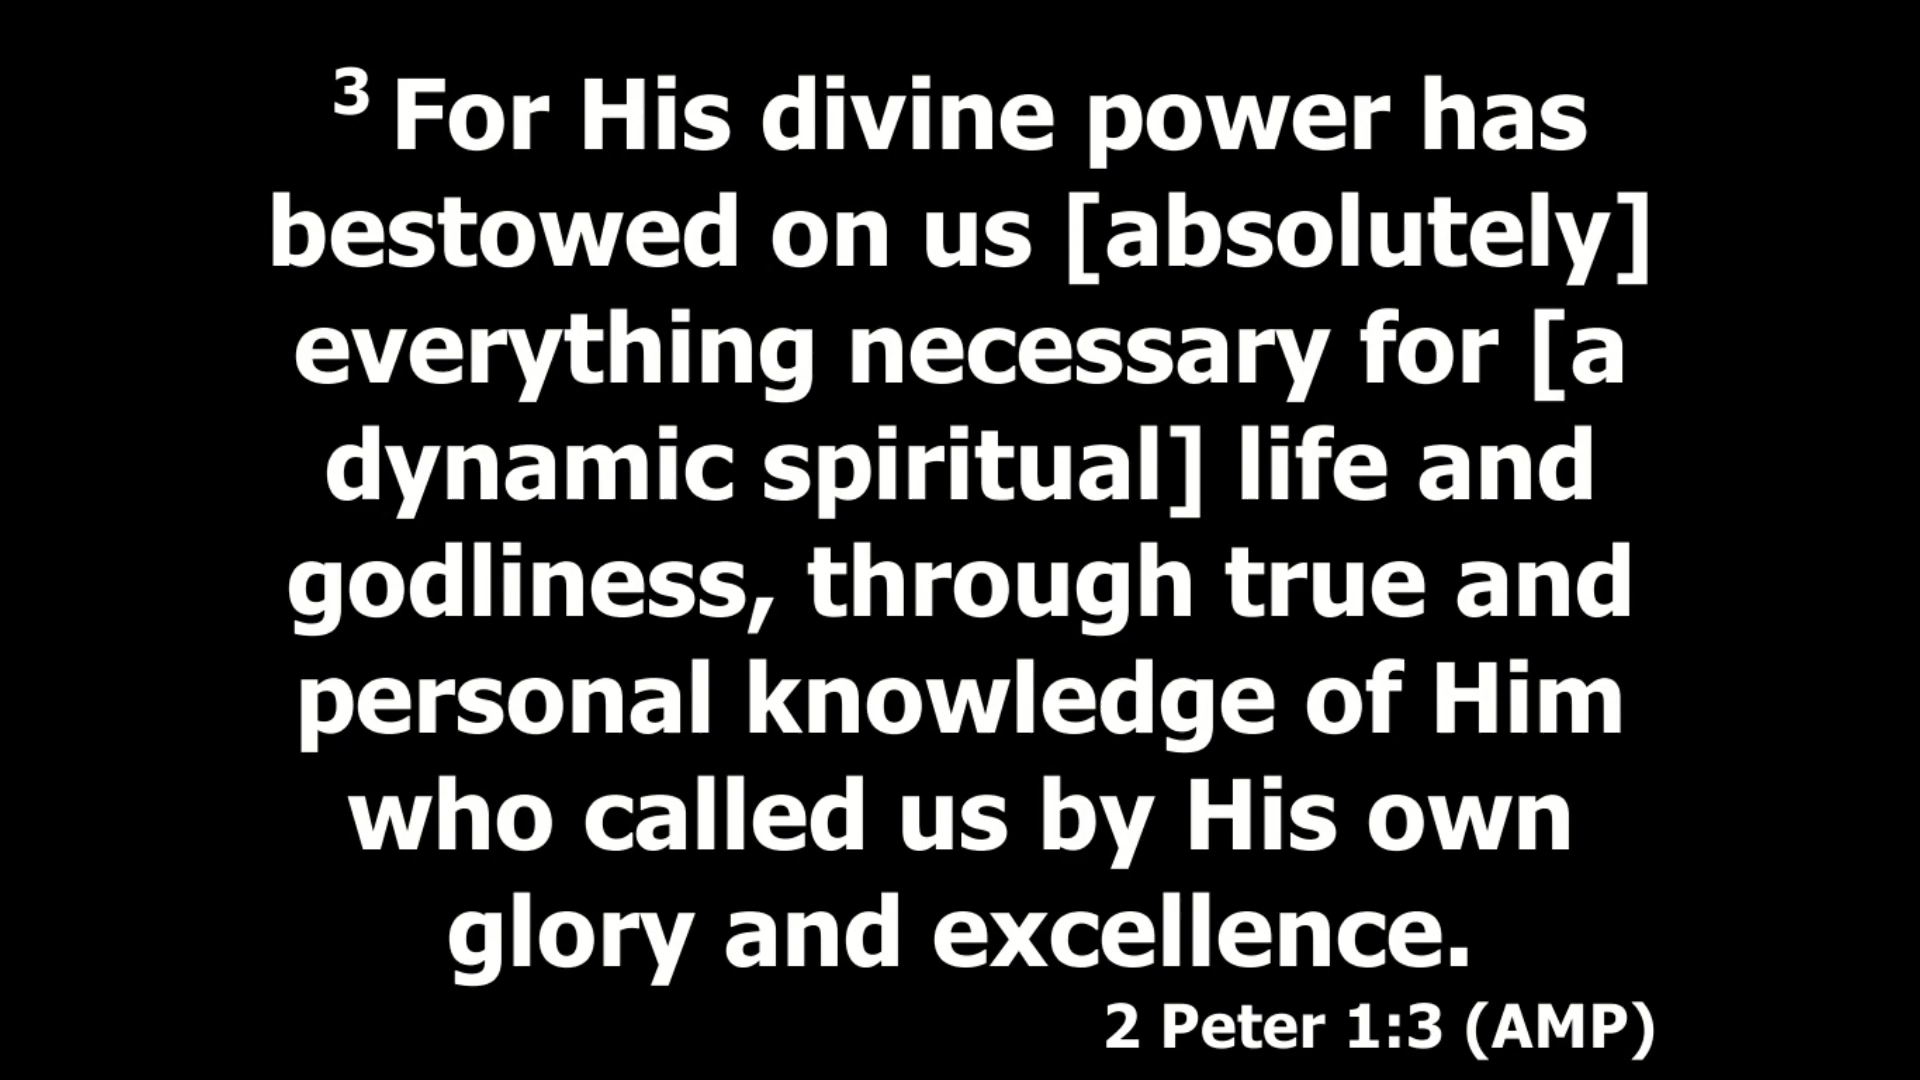 3 For His divine power has
bestowed on us [absolutely]
everything necessary for [a
dynamic spiritual] life and
godliness, through true and
personal knowledge of Him
who called us by His own
glory and excellence.
2 Peter 1:3 (AMP)